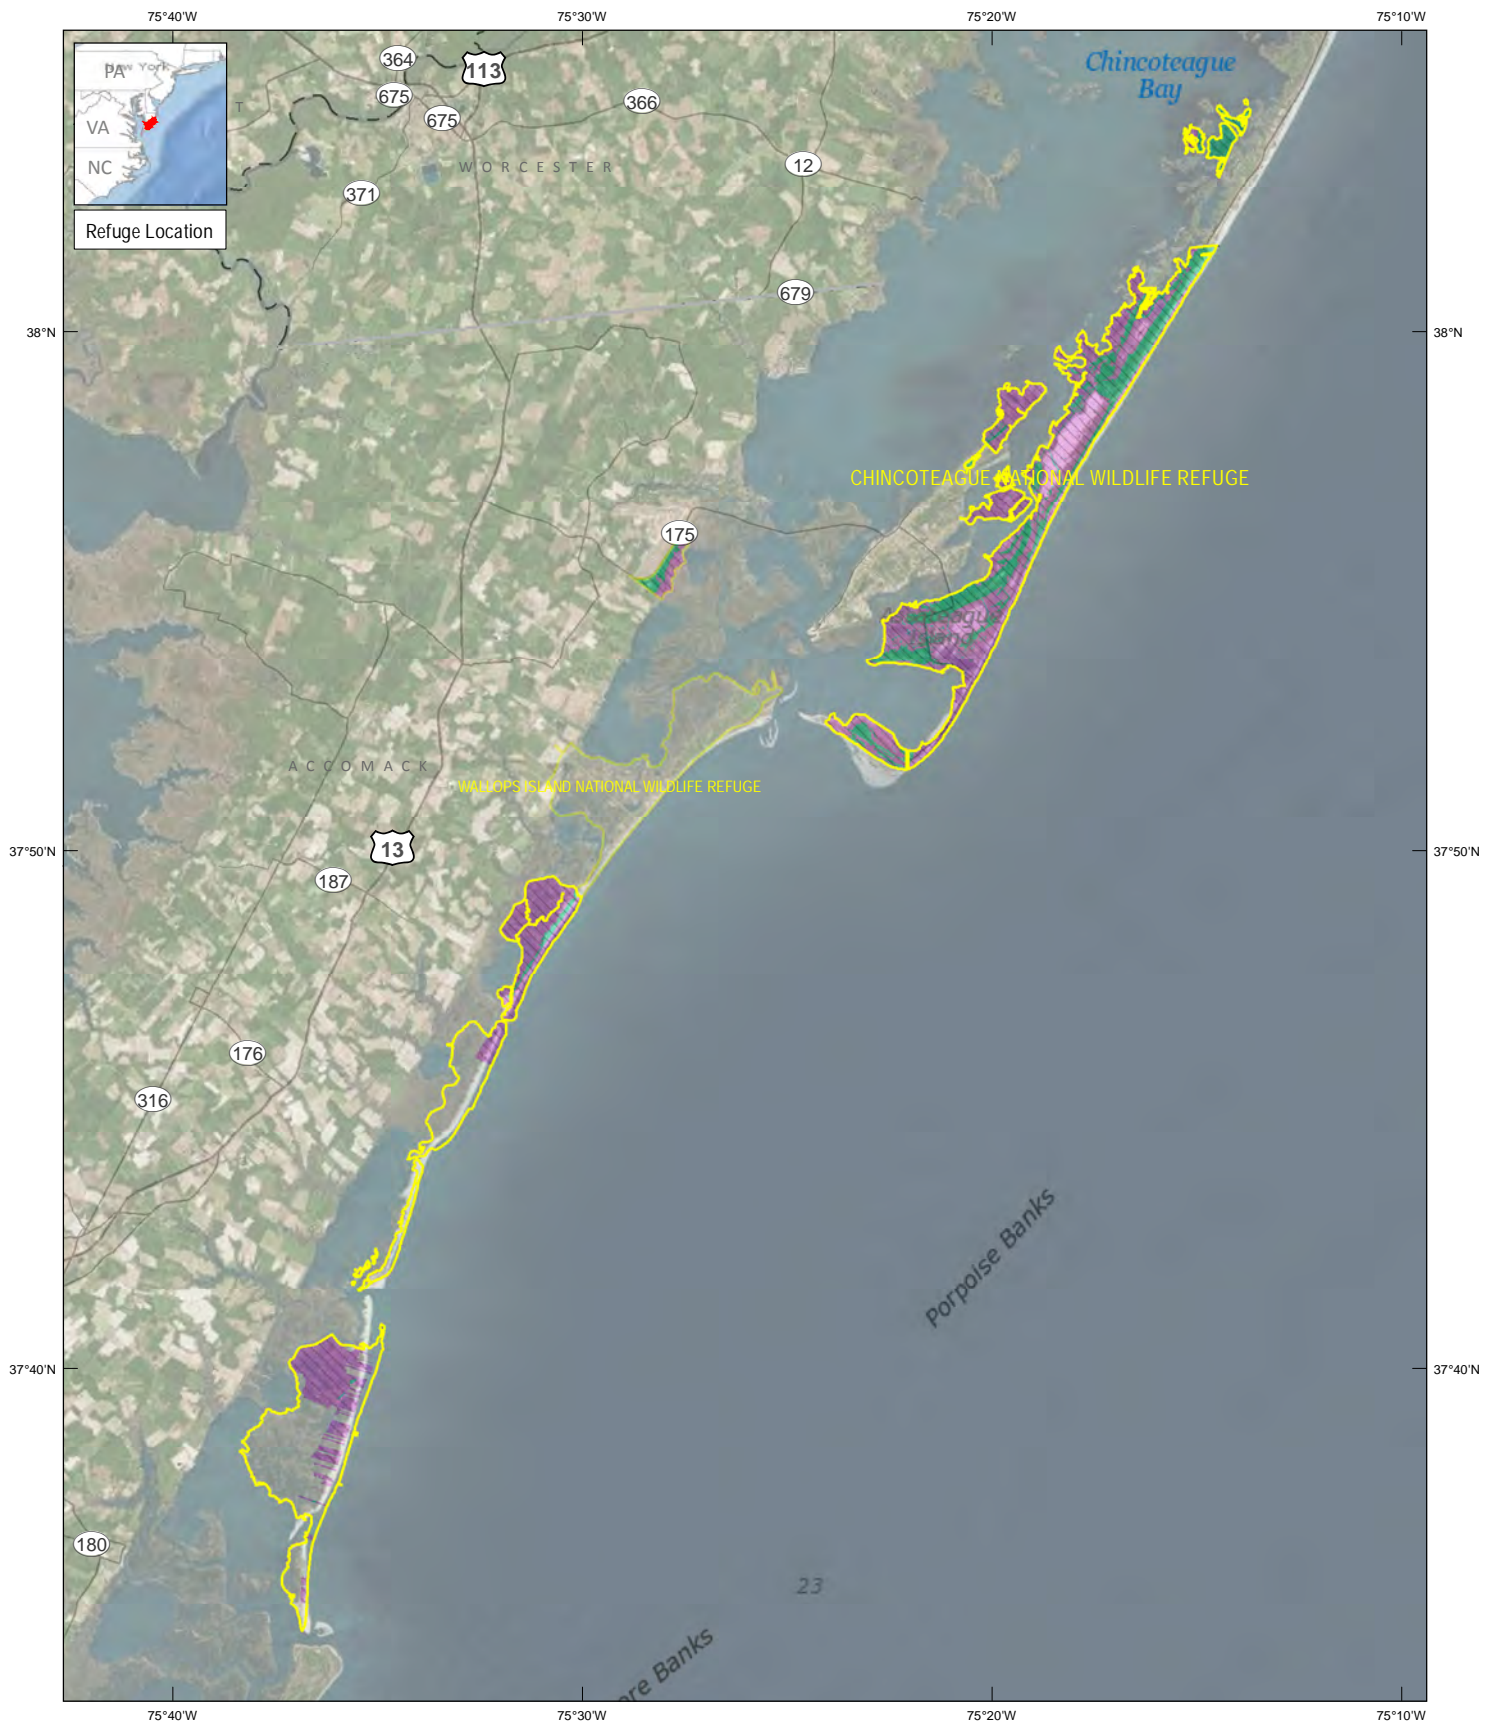 75°40'W
75°30'W
75°20'W
75°10'W
New York
PA
VA
NC
Refuge Location
364
113
675
675
366
12
371
679
T
WORCESTER
Chincoteague
Bay
38°N
38°N
CHINCOTEAGUE NATIONAL WILDLIFE REFUGE
175
Assateague
Island
ACCOMACK
WALLOPS ISLAND NATIONAL WILDLIFE REFUGE
13
37°50'N
37°50'N
187
176
316
Porpoise Banks
37°40'N
37°40'N
180
23
ore Banks
75°40'W
75°30'W
75°20'W
75°10'W